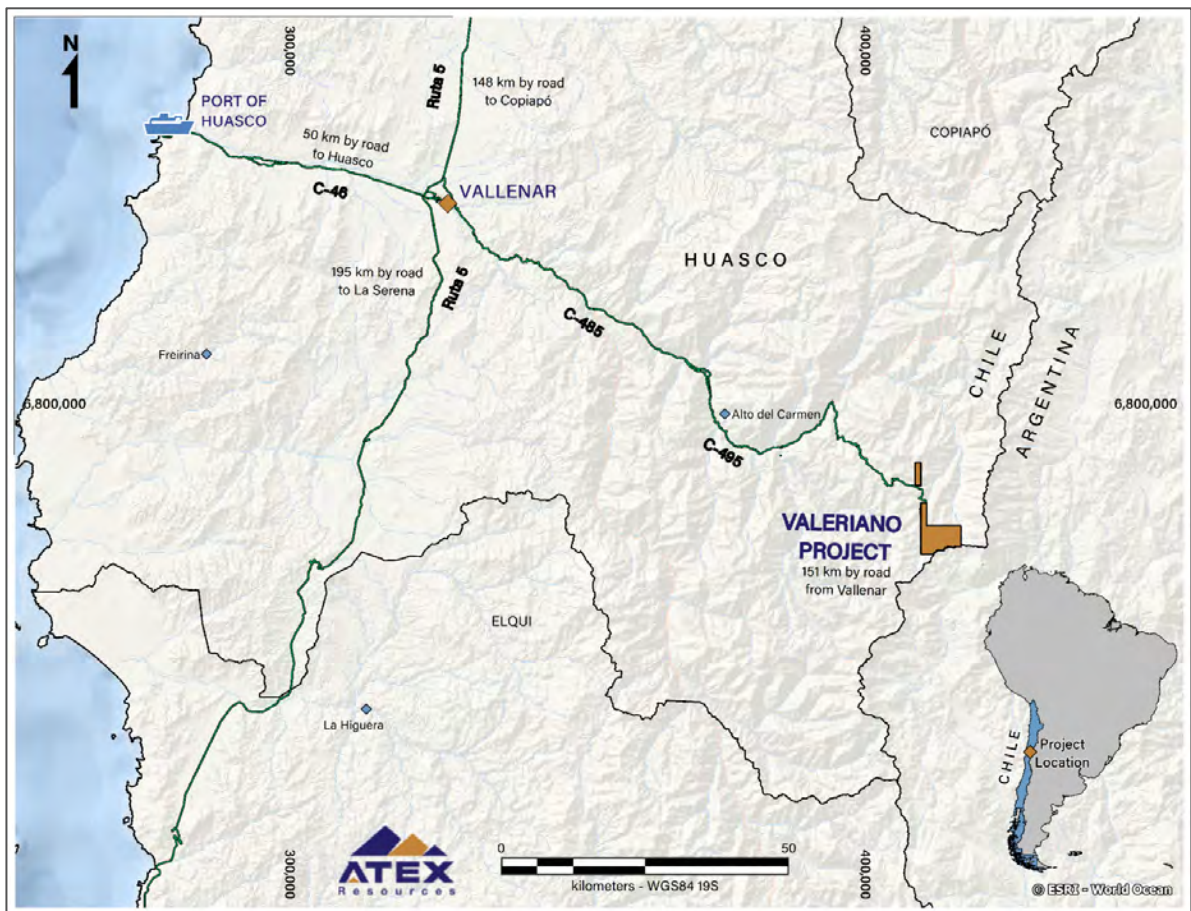 N
300,000
400,000
PORT OF
HUASCO
Ruta 5
148 km by road
to Copiapó
COPIAPÓ
50 km by road
to Huasco
C-46
VALLENAR
HUASCO
195 km by road
to La Serena
Ruta 5
C-485
CHILE
ARGENTINA
Freirina
6,800,000
6,800,000
Alto del Carmen
C-495
VALERIANO
PROJECT
151 km by road
from Vallenar
ELQUI
La Higuera
CHILE
Project
Location
ATEX
Resources
300,000
0
50
kilometers - WGS84 19S
400,000
© ESRI - World Ocean